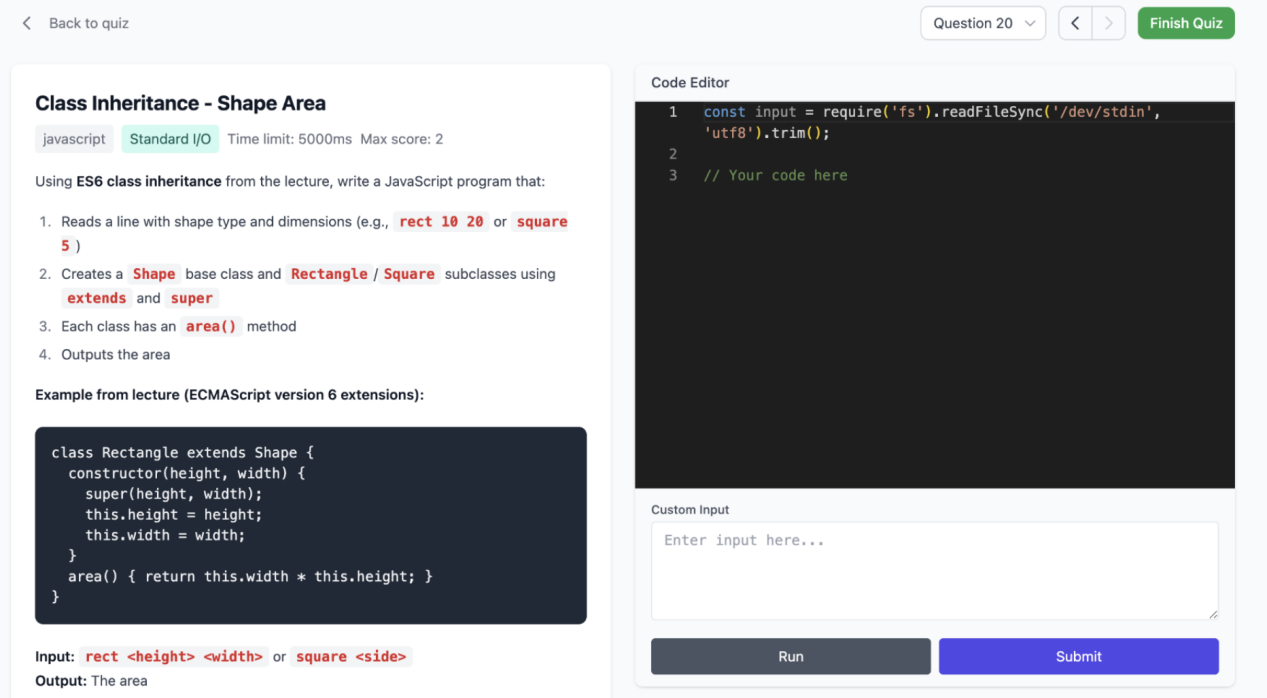 Back to quiz
Question 20
Finish Quiz
Class Inheritance - Shape Area
javascript Standard I/O Time limit: 5000ms Max score: 2
Using ES6 class inheritance from the lecture, write a JavaScript program that:
1. Reads a line with shape type and dimensions (e.g., rect 10 20 or square
5 )
2. Creates a Shape base class and Rectangle / Square subclasses using
extends and super
3. Each class has an area() method
4. Outputs the area
Example from lecture (ECMAScript version 6 extensions):
class Rectangle extends Shape {
  constructor(height, width) {
    super(height, width);
    this.height = height;
    this.width = width;
  }
  area() { return this.width * this.height; }
}
Input: rect <height> <width> or square <side>
Output: The area
Code Editor
1 const input = require('fs').readFileSync('/dev/stdin',
'utf8').trim();
2
3 // Your code here
Custom Input
Enter input here...
Run
Submit